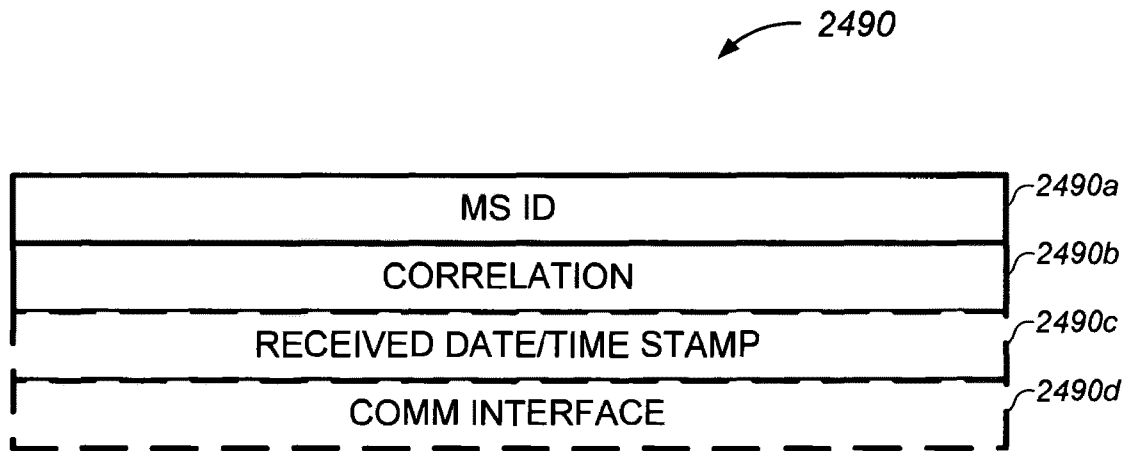 2490
MS ID
2490a
CORRELATION
2490b
RECEIVED DATE/TIME STAMP
2490c
COMM INTERFACE
2490d